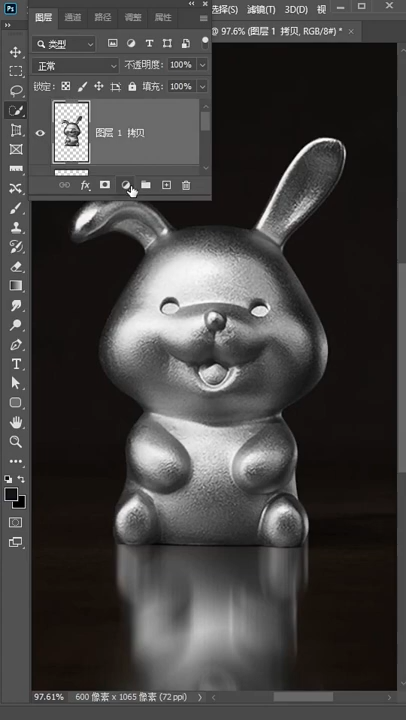 Ps
选择(S) 滤镜(T) 3D(D) 视
图层 通道 路径 调整 属性
@ 97.6% (图层 1 拷贝, RGB/8#) *
类型
正常 不透明度: 100%
锁定: 填充: 100%
图层 1 拷贝
fx
T
97.61% 600 像素 x 1065 像素 (72 ppi)